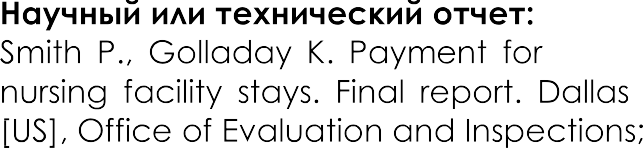 Научный или технический отчет:
Smith P., Golladay K. Payment for
nursing facility stays. Final report. Dallas
[US], Office of Evaluation and Inspections;